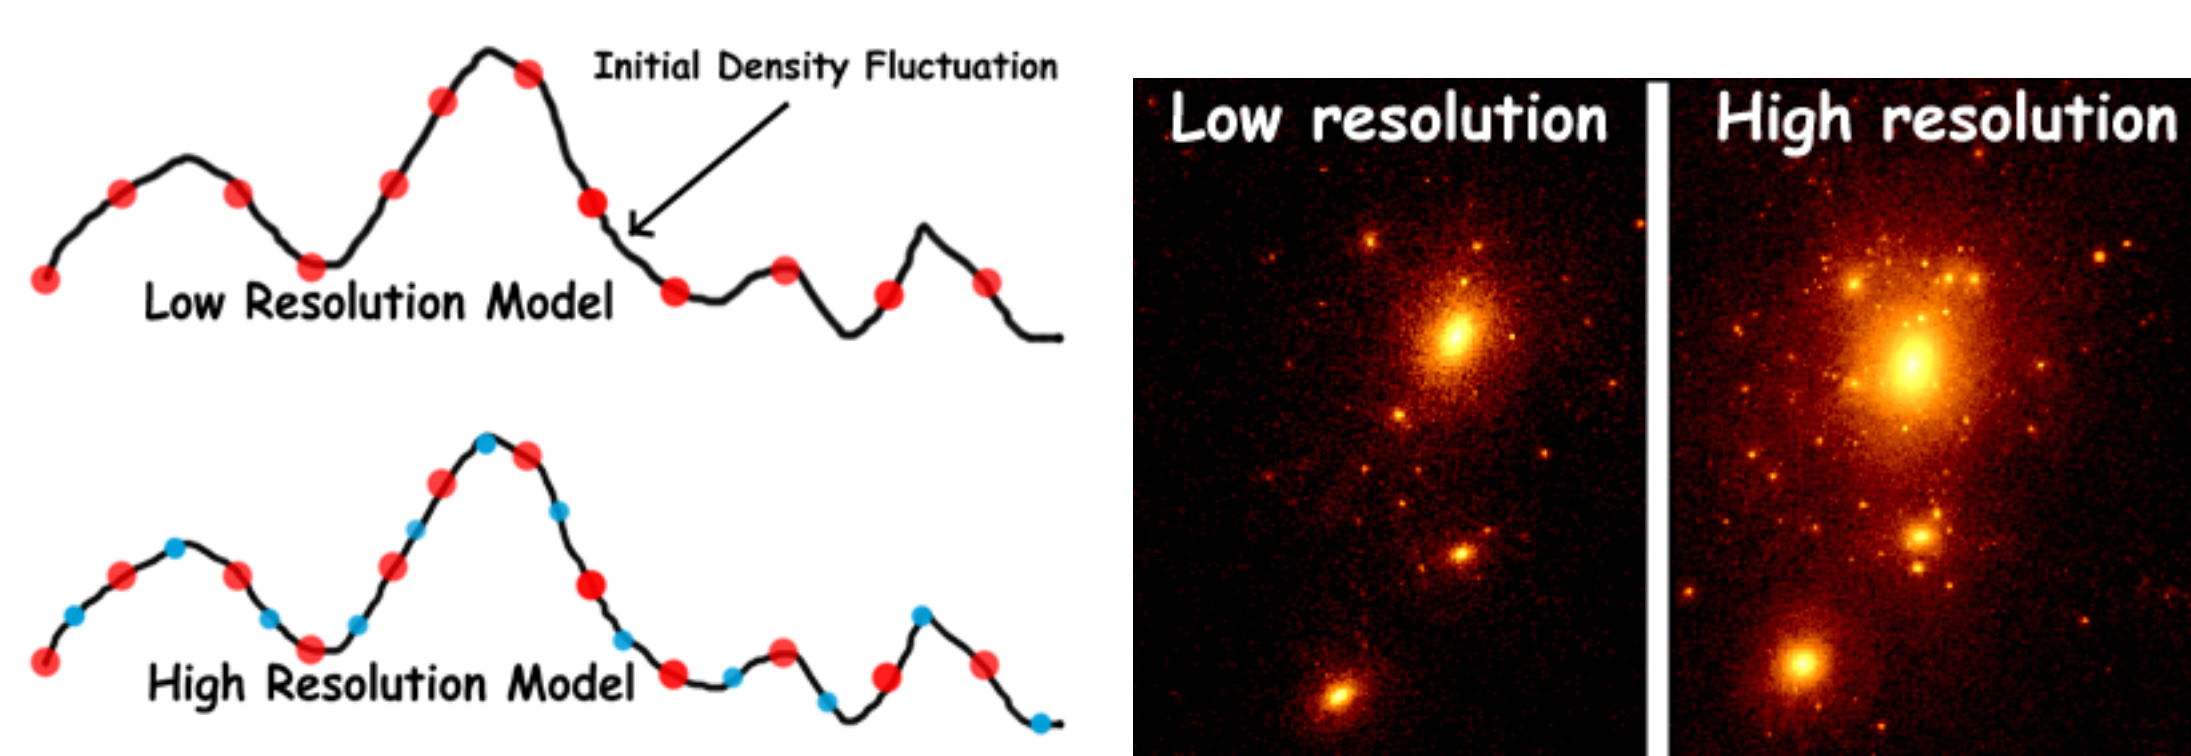 Initial Density Fluctuation
Low Resolution Model
High Resolution Model
Low resolution
High resolution